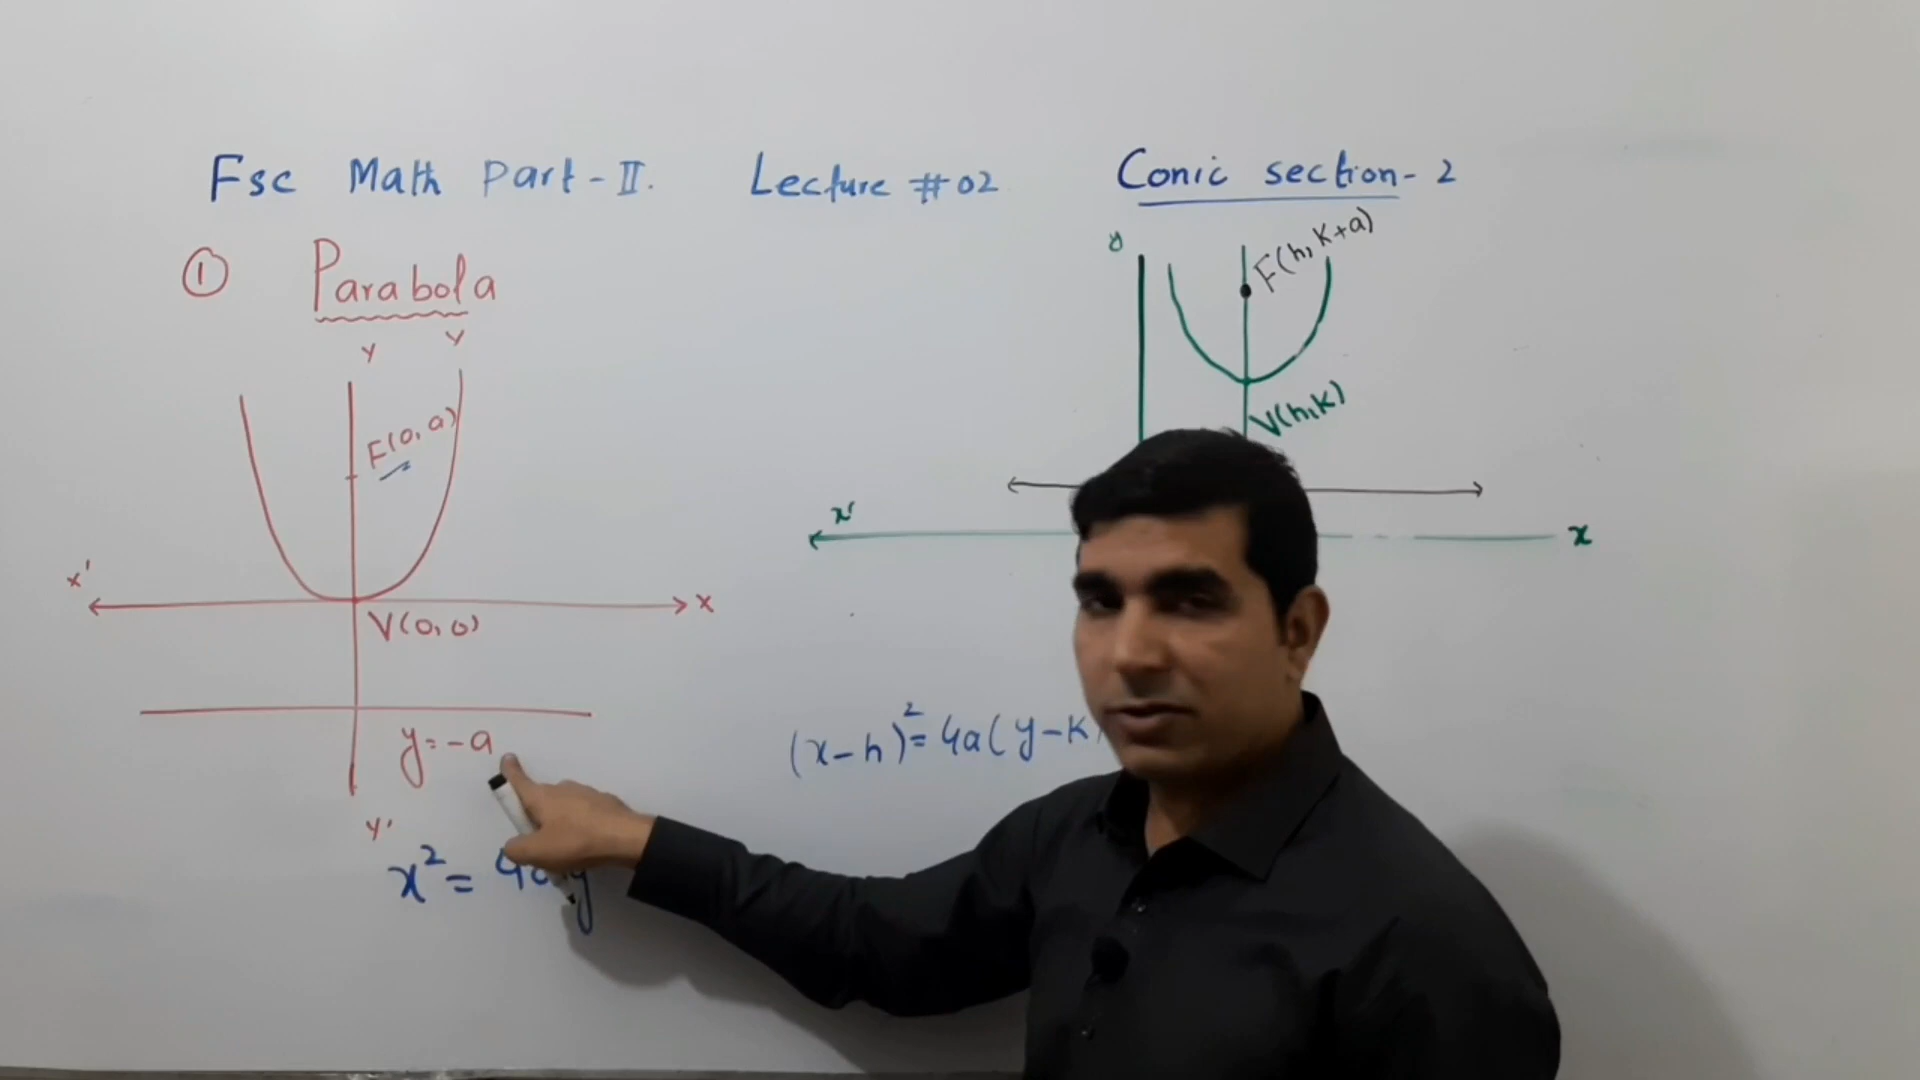 Fsc Math Part-II. Lecture #02 Conic section-2
① Parabola
Y Y
F(0, a)
x' x
V(0, 0)
y = -a
Y'
x² = 4ay
y
F(h, k+a)
V(h, k)
x' x
(x-h)² = 4a(y-k)